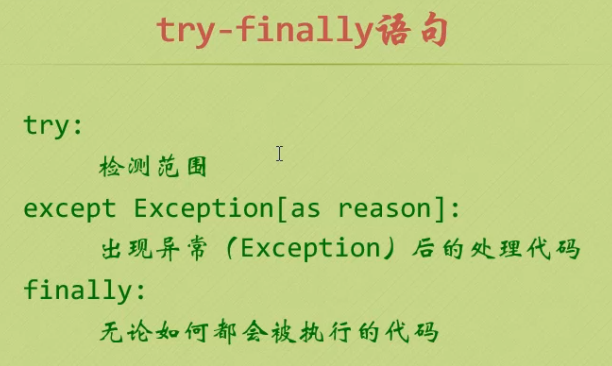 try-finally语句
try:
检测范围
except Exception[as reason]:
出现异常（Exception）后的处理代码
finally:
无论如何都会被执行的代码